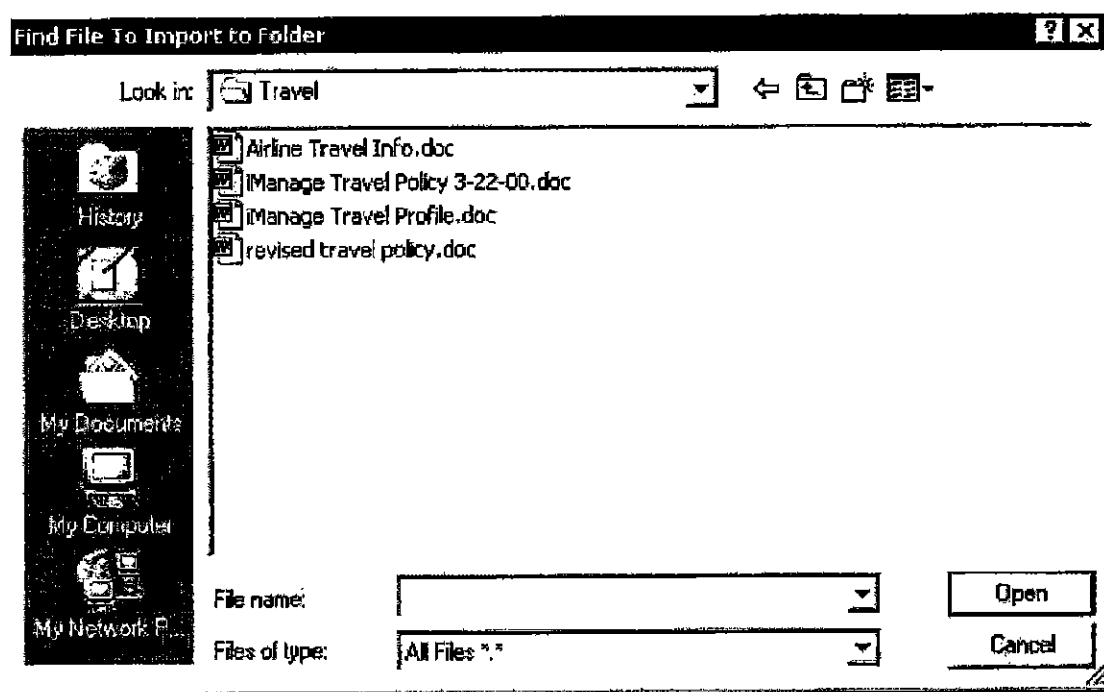 Find File To Import to Folder
Look in: Travel
Airline Travel Info.doc
iManage Travel Policy 3-22-00.doc
iManage Travel Profile.doc
revised travel policy.doc
History
Desktop
My Documents
My Computer
My Network P...
File name:
Open
Files of type: All Files *.*
Cancel